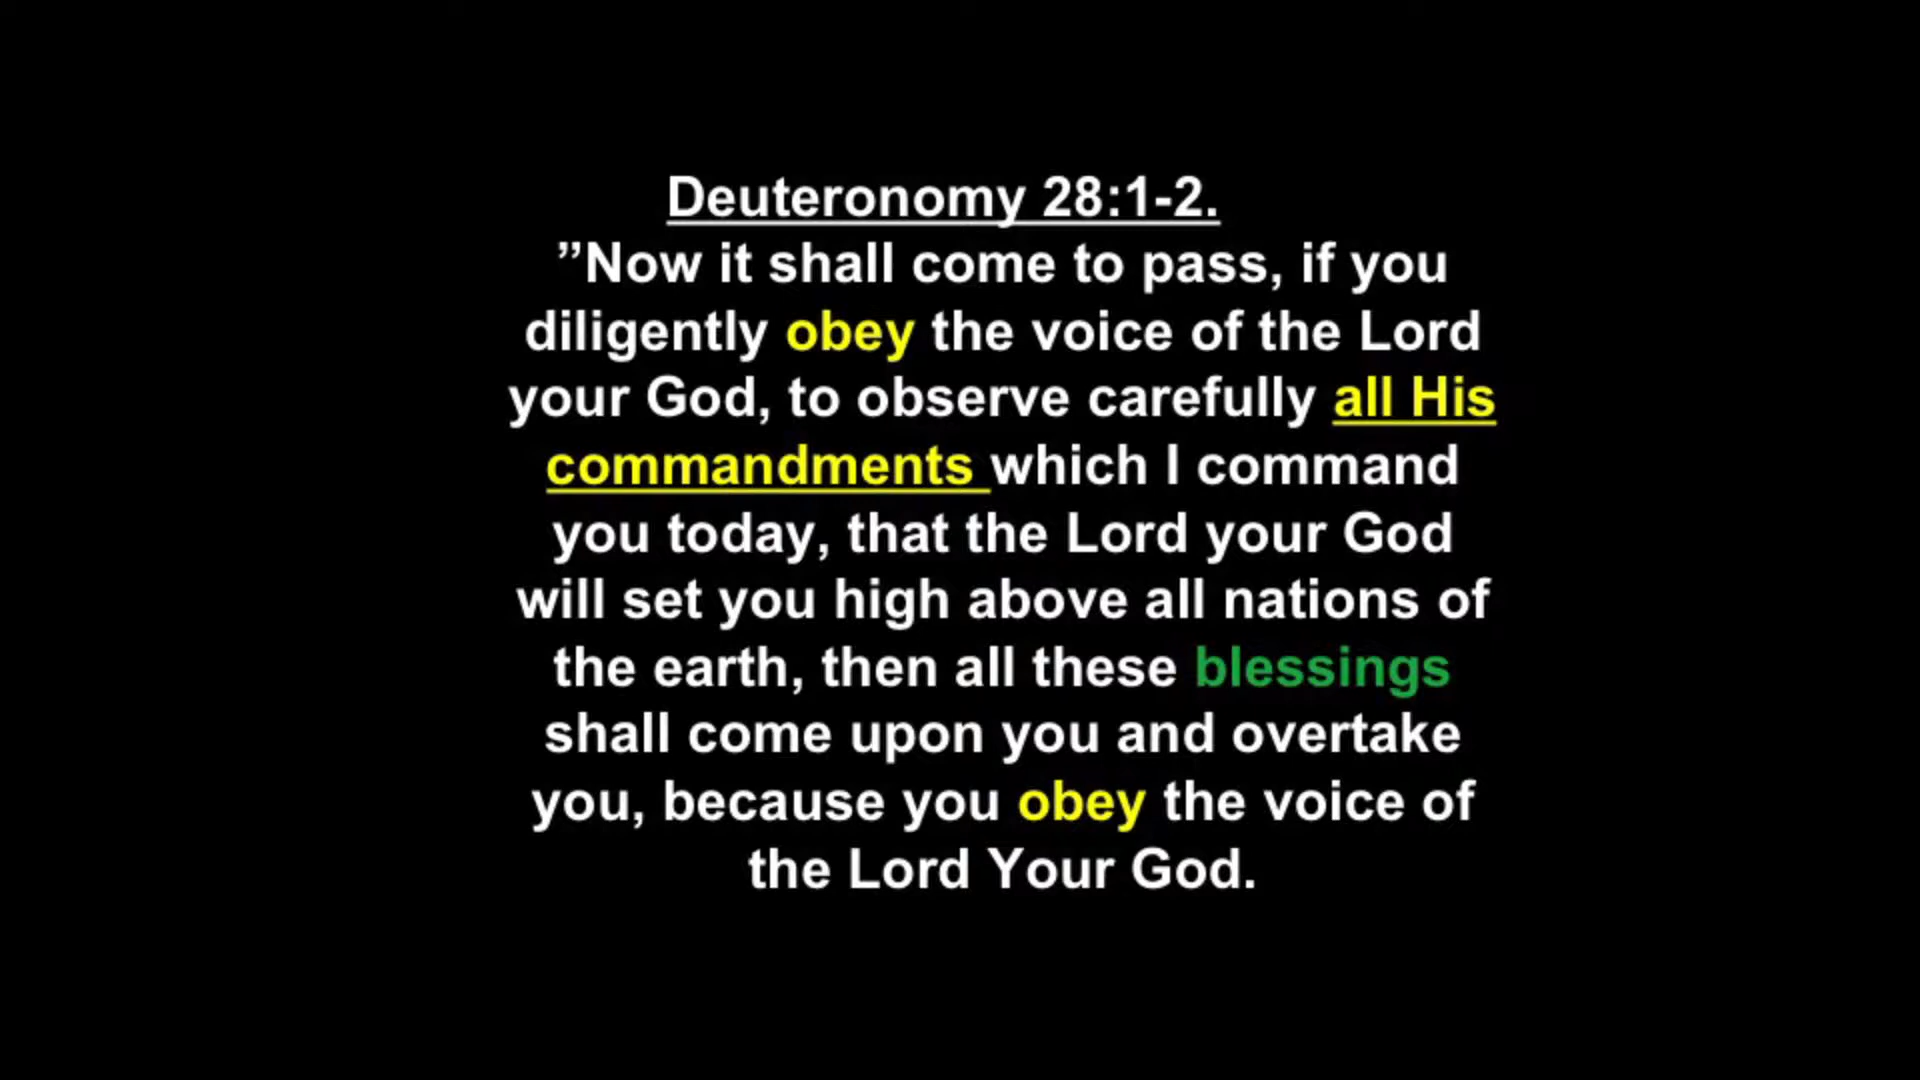 Deuteronomy 28:1-2.
”Now it shall come to pass, if you
diligently obey the voice of the Lord
your God, to observe carefully all His
commandments which I command
you today, that the Lord your God
will set you high above all nations of
the earth, then all these blessings
shall come upon you and overtake
you, because you obey the voice of
the Lord Your God.